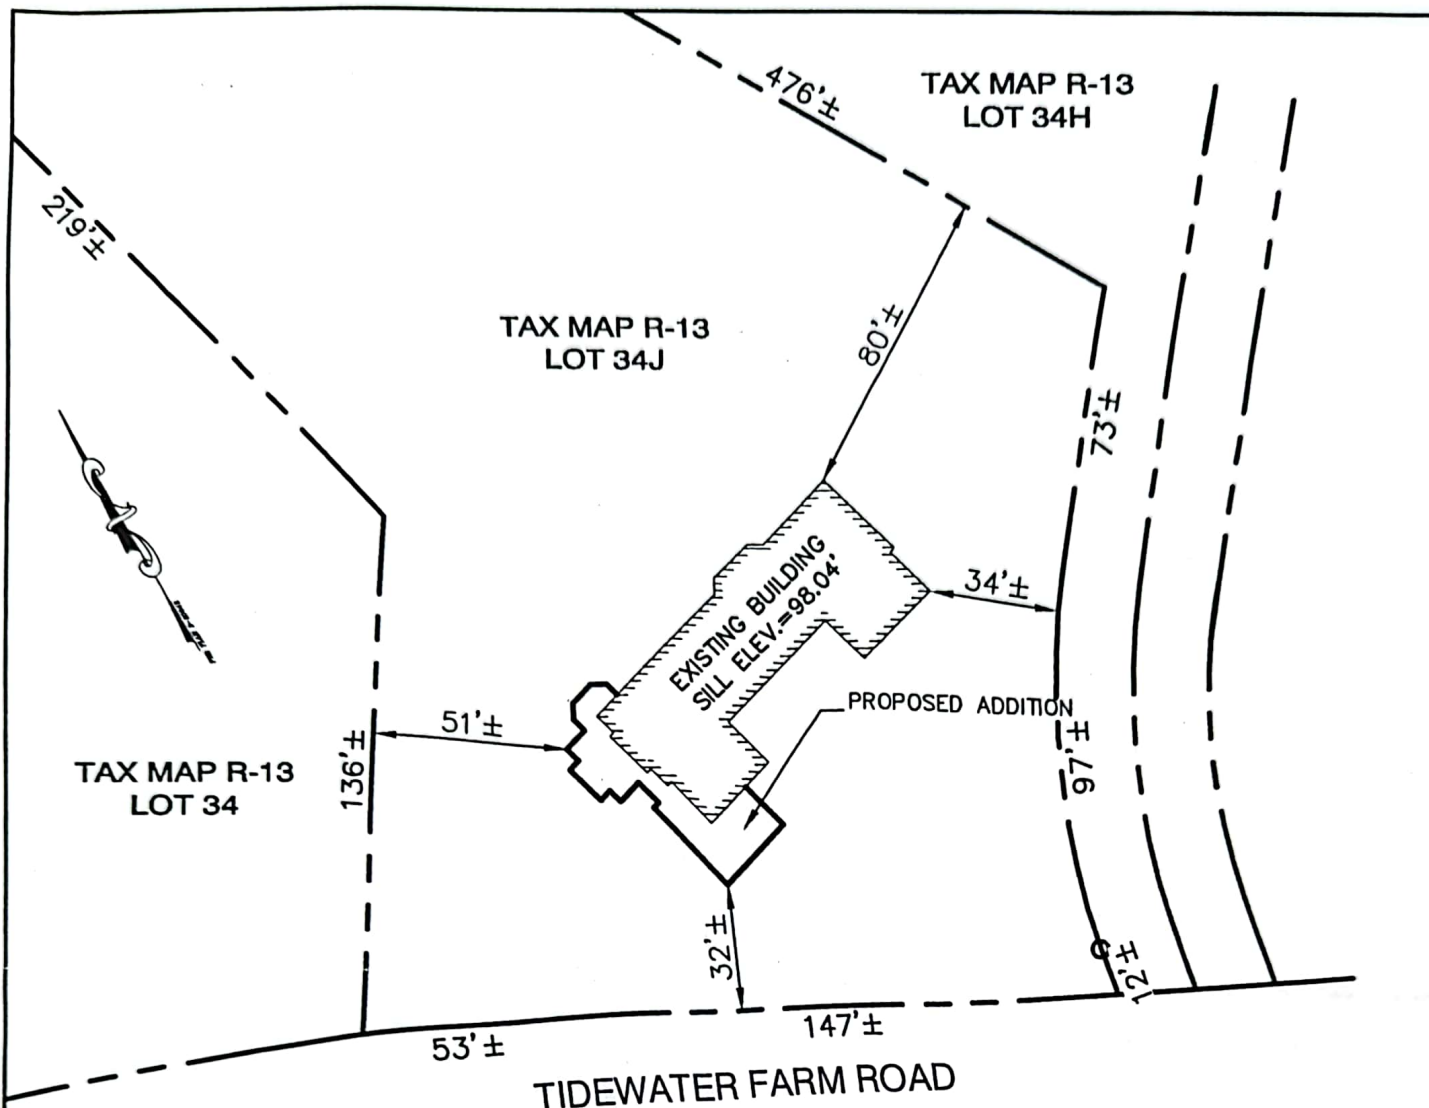 476'±
TAX MAP R-13
LOT 34H
219'±
TAX MAP R-13
LOT 34J
80'±
73'±
EXISTING BUILDING
SILL ELEV.=98.04'
34'±
PROPOSED ADDITION
51'±
136'±
97'±
TAX MAP R-13
LOT 34
32'±
12'±
147'±
53'±
TIDEWATER FARM ROAD